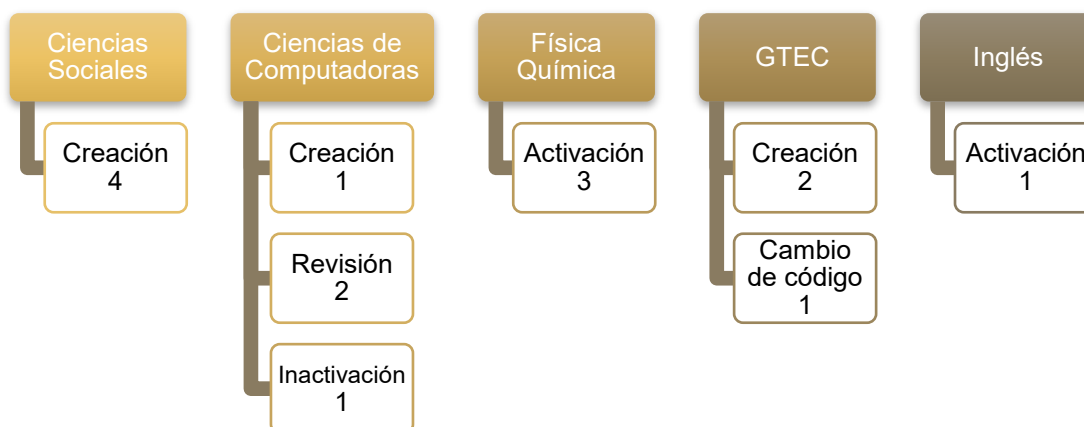 Ciencias
Sociales
Creación
4
Ciencias de
Computadoras
Creación
1
Revisión
2
Inactivación
1
Física
Química
Activación
3
GTEC
Creación
2
Cambio
de código
1
Inglés
Activación
1